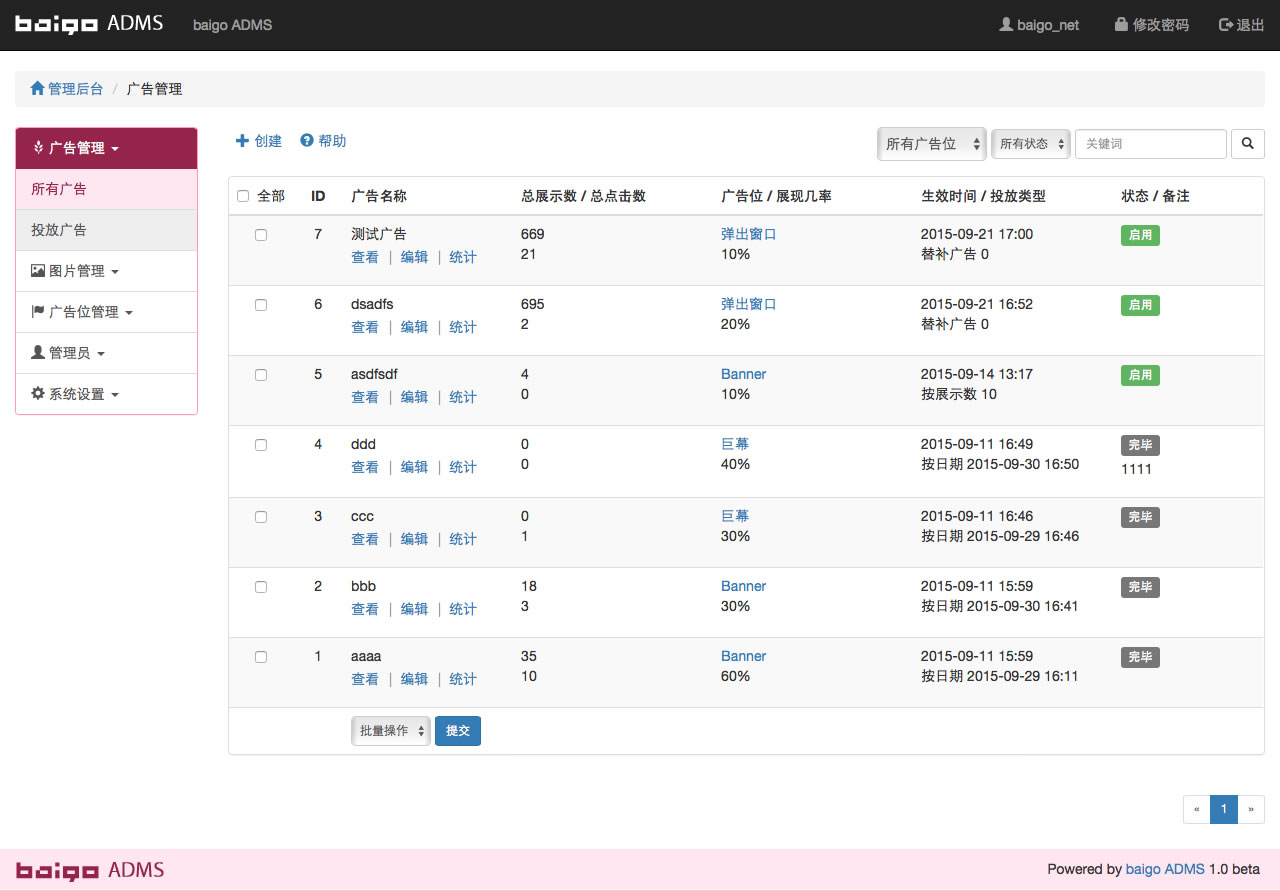 baigo ADMS baigo ADMS baigo_net 修改密码 退出
管理后台 / 广告管理
广告管理
所有广告
投放广告
图片管理
广告位管理
管理员
系统设置
创建 帮助 所有广告位 所有状态 关键词
全部 ID 广告名称 总展示数 / 总点击数 广告位 / 展现几率 生效时间 / 投放类型 状态 / 备注
7 测试广告 669 弹出窗口 2015-09-21 17:00 启用
查看 | 编辑 | 统计 21 10% 替补广告 0
6 dsadfs 695 弹出窗口 2015-09-21 16:52 启用
查看 | 编辑 | 统计 2 20% 替补广告 0
5 asdfsdf 4 Banner 2015-09-14 13:17 启用
查看 | 编辑 | 统计 0 10% 按展示数 10
4 ddd 0 巨幕 2015-09-11 16:49 完毕
查看 | 编辑 | 统计 0 40% 按日期 2015-09-30 16:50 1111
3 ccc 0 巨幕 2015-09-11 16:46 完毕
查看 | 编辑 | 统计 1 30% 按日期 2015-09-29 16:46
2 bbb 18 Banner 2015-09-11 15:59 完毕
查看 | 编辑 | 统计 3 30% 按日期 2015-09-30 16:41
1 aaaa 35 Banner 2015-09-11 15:59 完毕
查看 | 编辑 | 统计 10 60% 按日期 2015-09-29 16:11
批量操作 提交
« 1 »
baigo ADMS Powered by baigo ADMS 1.0 beta